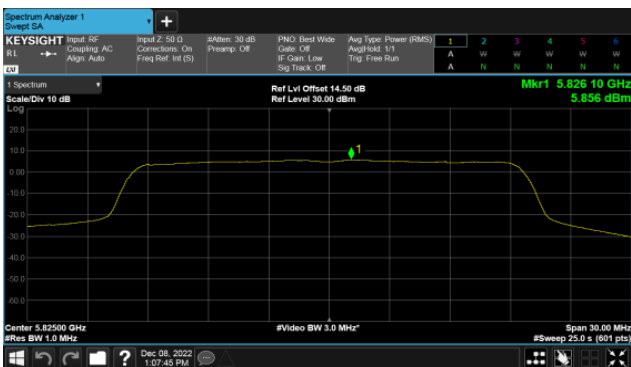 Spectrum Analyzer 1
Swept SA
+
KEYSIGHT Input: RF Input Z: 50 Ω #Atten: 30 dB PNO: Best Wide Avg Type: Power (RMS) 1 2 3 4 5 6
RL Coupling: AC Corrections: On Preamp: Off Gate: Off Avg|Hold: 1/1 A W W W W W
Align: Auto Freq Ref: Int (S) IF Gain: Low Trig: Free Run
LXI Sig Track: Off A N N N N N
1 Spectrum
Ref Lvl Offset 14.50 dB Mkr1 5.826 10 GHz
Scale/Div 10 dB Ref Level 30.00 dBm 5.856 dBm
Log
20.0
10.0
1
0.00
-10.0
-20.0
-30.0
-40.0
-50.0
-60.0
Center 5.82500 GHz #Video BW 3.0 MHz* Span 30.00 MHz
#Res BW 1.0 MHz #Sweep 25.0 s (601 pts)
? Dec 08, 2022
1:07:45 PM